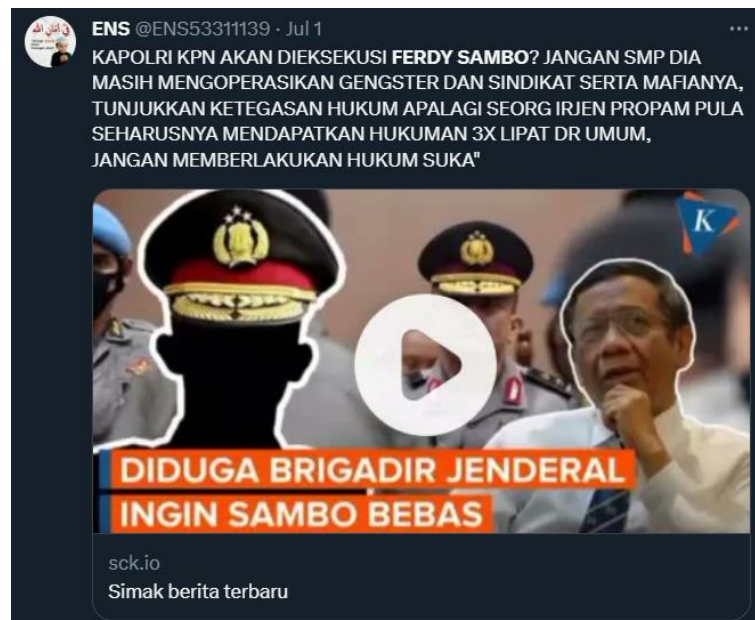 ENS @ENS53311139 · Jul 1
KAPOLRI KPN AKAN DIEKSEKUSI FERDY SAMBO? JANGAN SMP DIA
MASIH MENGOPERASIKAN GENGSTER DAN SINDIKAT SERTA MAFIANYA,
TUNJUKKAN KETEGASAN HUKUM APALAGI SEORG IRJEN PROPAM PULA
SEHARUSNYA MENDAPATKAN HUKUMAN 3X LIPAT DR UMUM,
JANGAN MEMBERLAKUKAN HUKUM SUKA"
K
DIDUGA BRIGADIR JENDERAL
INGIN SAMBO BEBAS
sck.io
Simak berita terbaru